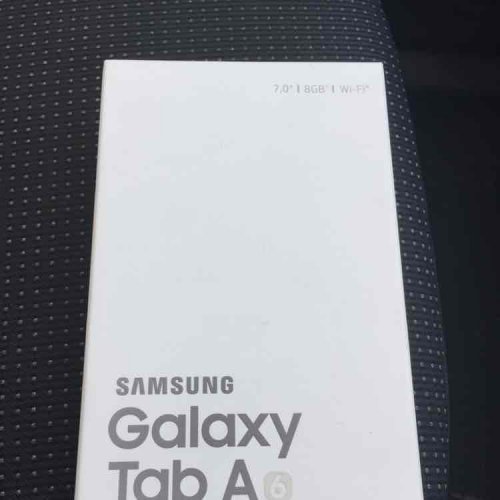 7.0" | 8GB* | Wi-Fi®
SAMSUNG
Galaxy
Tab A 6